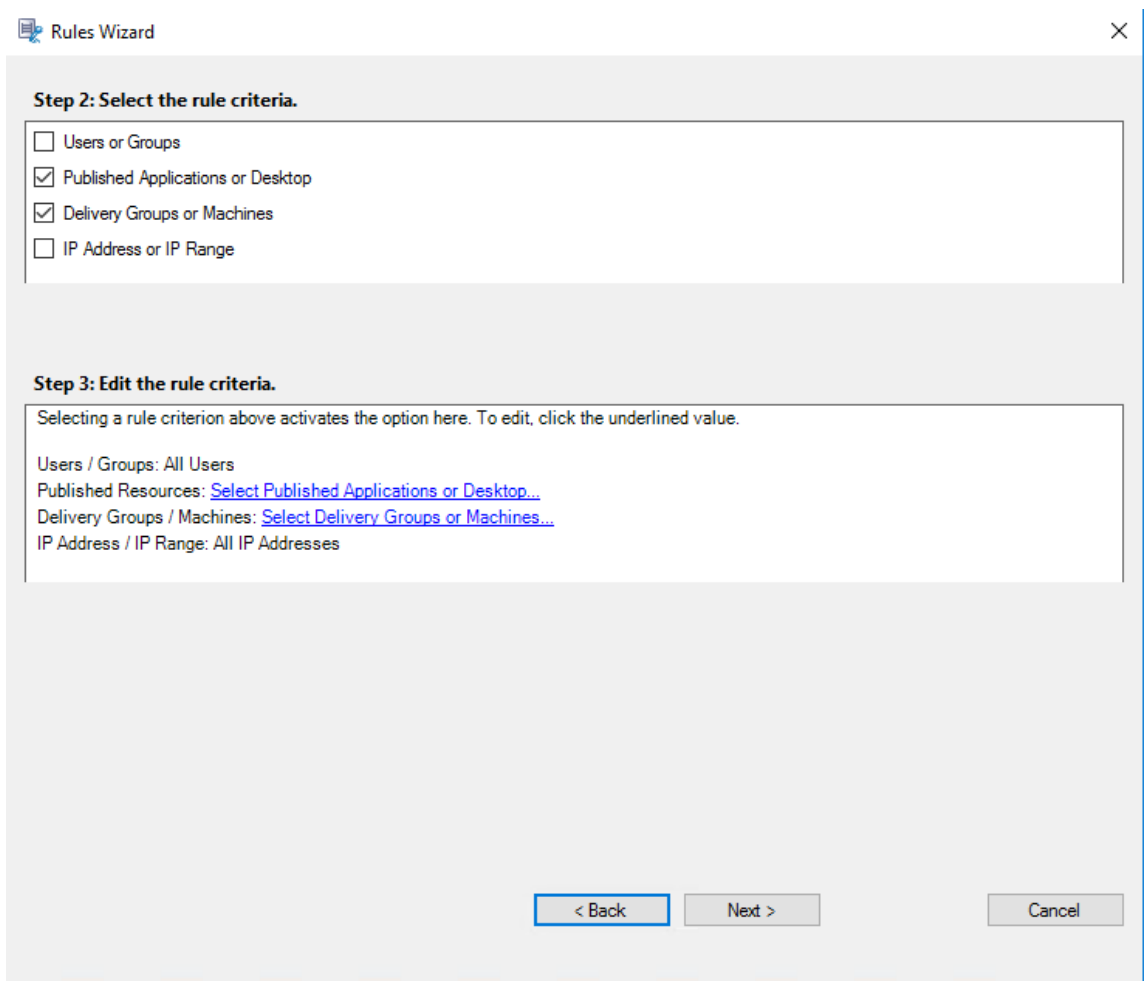 Rules Wizard
Step 2: Select the rule criteria.
Users or Groups
Published Applications or Desktop
Delivery Groups or Machines
IP Address or IP Range
Step 3: Edit the rule criteria.
Selecting a rule criterion above activates the option here. To edit, click the underlined value.
Users / Groups: All Users
Published Resources: Select Published Applications or Desktop...
Delivery Groups / Machines: Select Delivery Groups or Machines...
IP Address / IP Range: All IP Addresses
< Back Next > Cancel